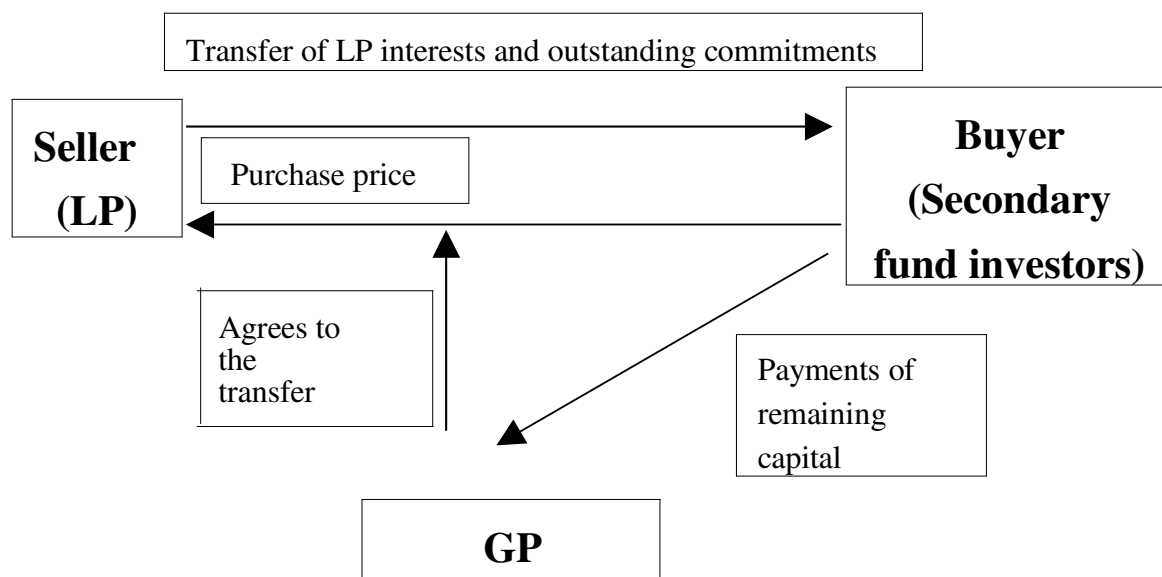 Transfer of LP interests and outstanding commitments
Seller
(LP)
Purchase price
Buyer
(Secondary
fund investors)
Agrees to
the
transfer
Payments of
remaining
capital
GP